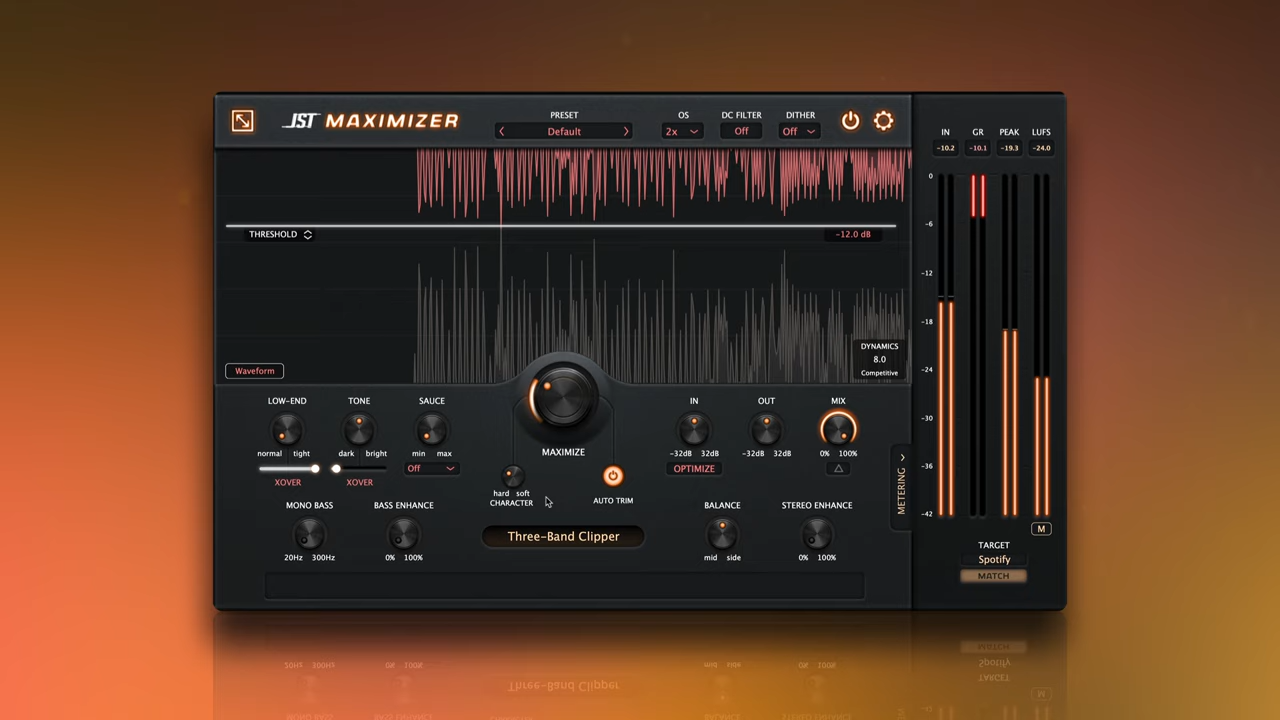 JST MAXIMIZER
PRESET
Default
OS
2x
DC FILTER
Off
DITHER
Off
IN
GR
PEAK
LUFS
-10.2
-10.1
-19.3
-24.0
THRESHOLD
-12.0 dB
0
-6
-12
-18
-24
-30
-36
-42
DYNAMICS
8.0
Competitive
Waveform
LOW-END
normal tight
XOVER
TONE
dark bright
XOVER
SAUCE
min max
Off
MAXIMIZE
hard soft
CHARACTER
AUTO TRIM
IN
-32dB 32dB
OPTIMIZE
OUT
-32dB 32dB
MIX
0% 100%
METERING
MONO BASS
20Hz 300Hz
BASS ENHANCE
0% 100%
Three-Band Clipper
BALANCE
mid side
STEREO ENHANCE
0% 100%
M
TARGET
Spotify
MATCH